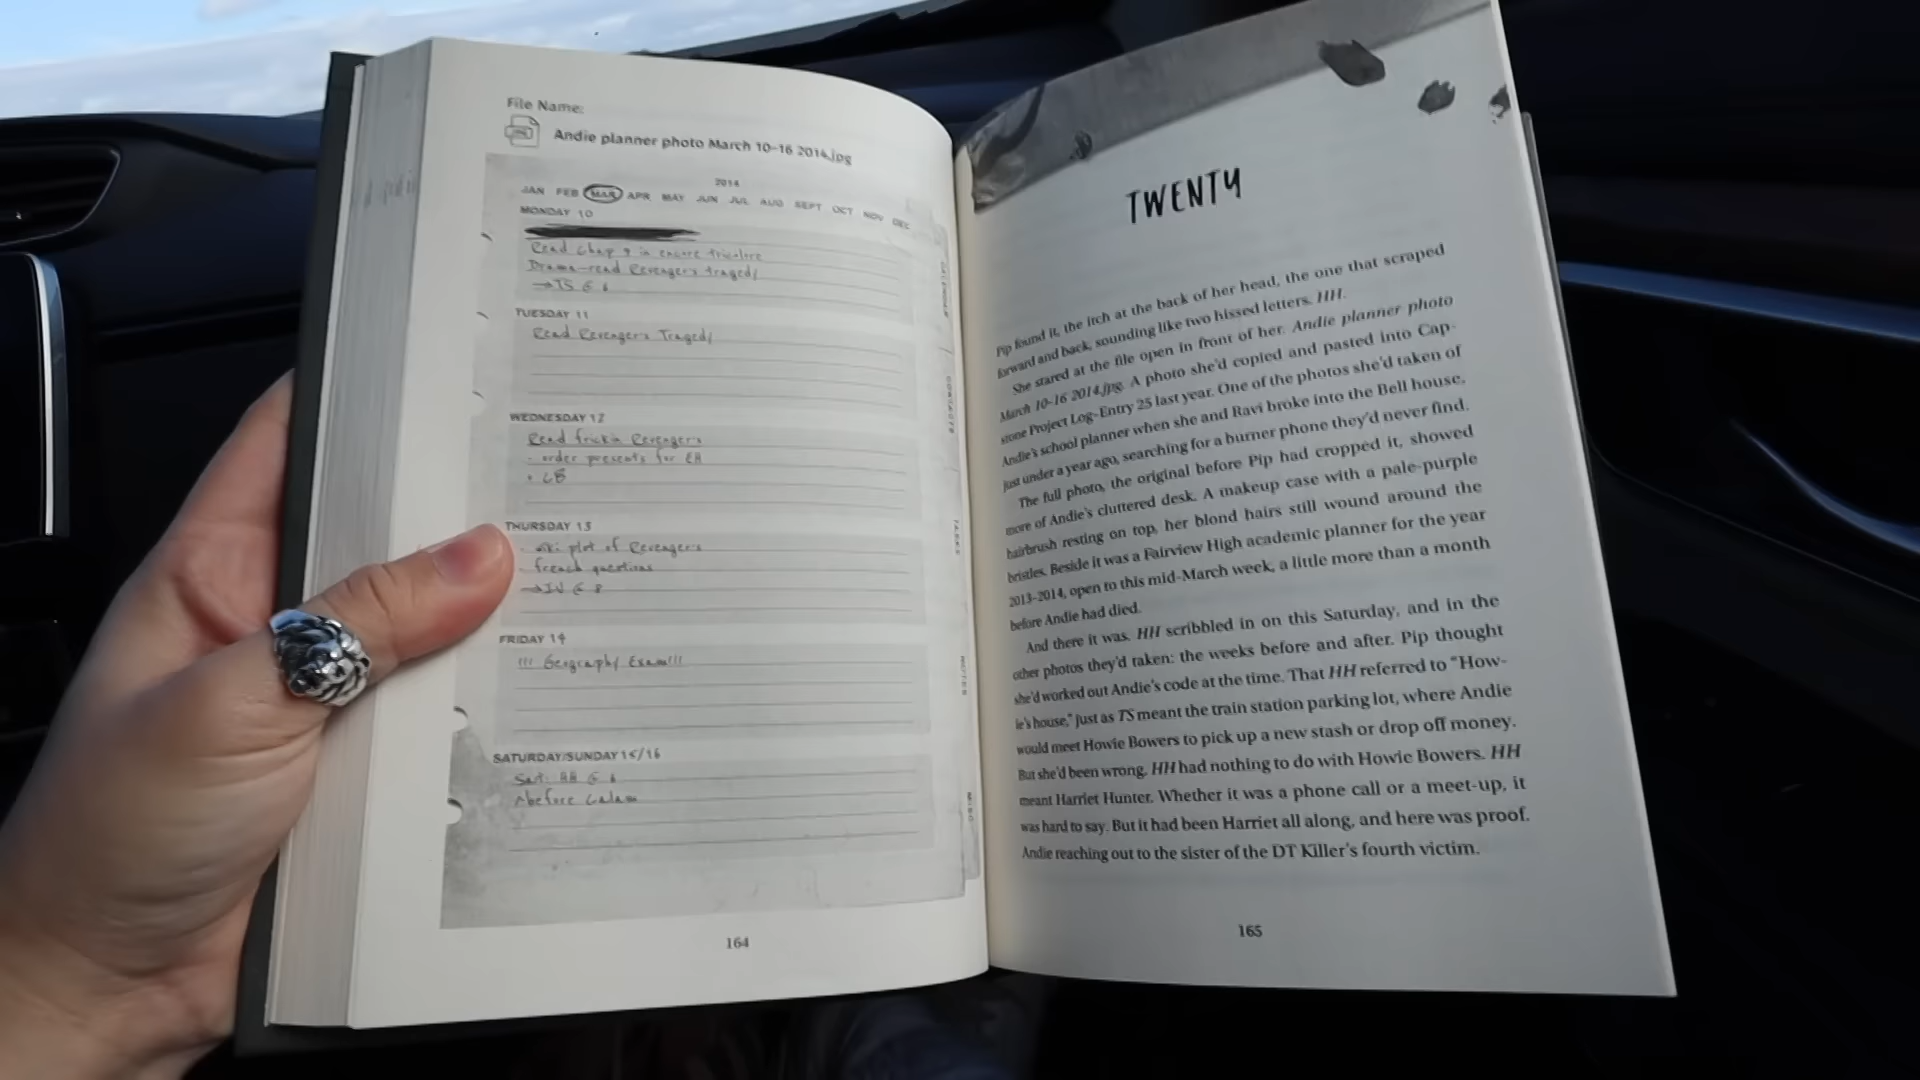 File Name:
Andie planner photo March 10-16 2014.jpg
2014
JAN FEB MAR APR MAY JUN JUL AUG SEPT OCT NOV DEC
MONDAY 10
Read chap 9 in encore tricolore
Drama-read Revenger's Tragedy
→TS @ 6
TUESDAY 11
Read Revenger's Tragedy
WEDNESDAY 12
Read frickin Revenger's
· order presents for EH
· CB
THURSDAY 13
wiki plot of Revenger's
- french questions
→IV @ 8
FRIDAY 14
!!! Geography Exam!!!
SATURDAY/SUNDAY 15/16
Sat: HH @ 6
^before Calam
CONTACTS
TASKS
NOTES
MISC
164
TWENTY
Pip found it, the itch at the back of her head, the one that scraped
forward and back, sounding like two hissed letters. HH.
She stared at the file open in front of her. Andie planner photo
March 10-16 2014.jpg. A photo she'd copied and pasted into Cap-
stone Project Log–Entry 25 last year. One of the photos she'd taken of
Andie's school planner when she and Ravi broke into the Bell house,
just under a year ago, searching for a burner phone they'd never find.
The full photo, the original before Pip had cropped it, showed
more of Andie's cluttered desk. A makeup case with a pale-purple
hairbrush resting on top, her blond hairs still wound around the
bristles. Beside it was a Fairview High academic planner for the year
2013-2014, open to this mid-March week, a little more than a month
before Andie had died.
And there it was. HH scribbled in on this Saturday, and in the
other photos they'd taken: the weeks before and after. Pip thought
she'd worked out Andie's code at the time. That HH referred to "How-
ie's house," just as TS meant the train station parking lot, where Andie
would meet Howie Bowers to pick up a new stash or drop off money.
But she'd been wrong. HH had nothing to do with Howie Bowers. HH
meant Harriet Hunter. Whether it was a phone call or a meet-up, it
was hard to say. But it had been Harriet all along, and here was proof.
Andie reaching out to the sister of the DT Killer's fourth victim.
165